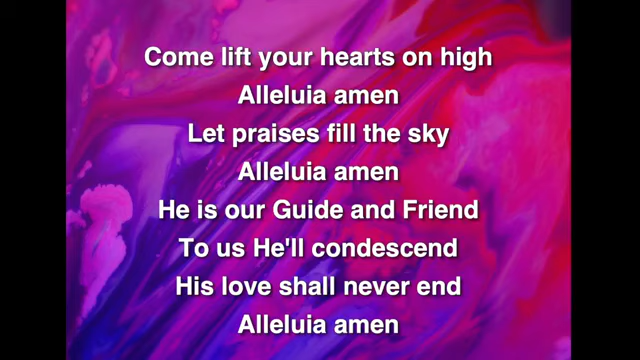 Come lift your hearts on high
Alleluia amen
Let praises fill the sky
Alleluia amen
He is our Guide and Friend
To us He'll condescend
His love shall never end
Alleluia amen